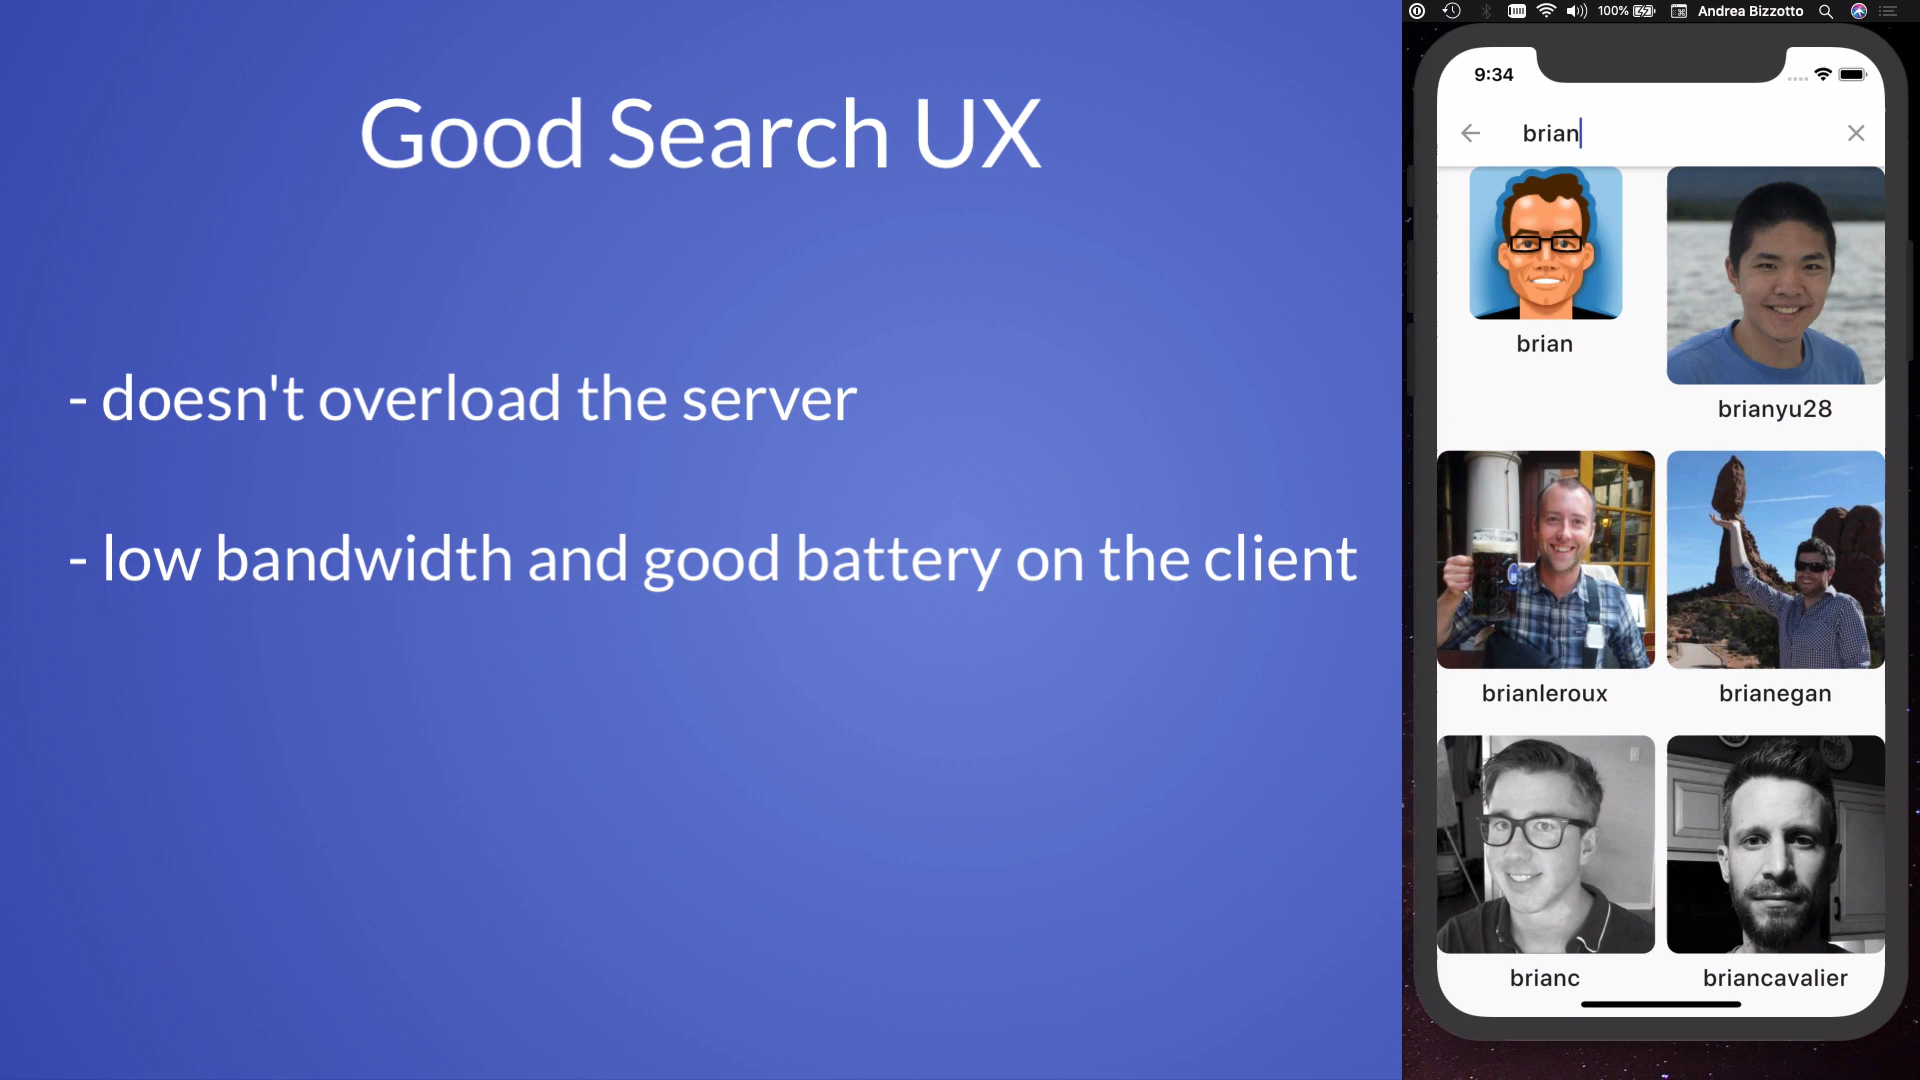 Good Search UX
- doesn't overload the server
- low bandwidth and good battery on the client
100%
Andrea Bizzotto
9:34
brian
brian
brianyu28
brianleroux
brianegan
brianc
briancavalier